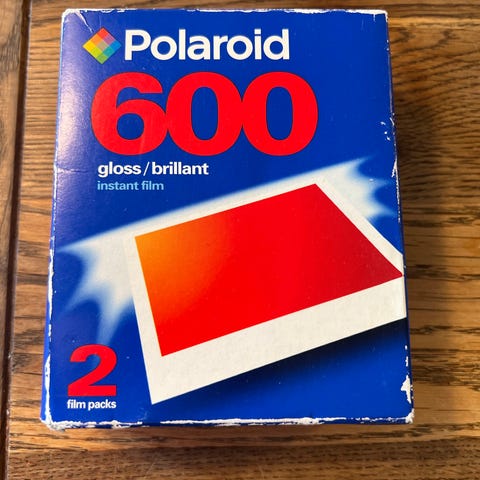 Polaroid
600
gloss/brillant
instant film
2
film packs